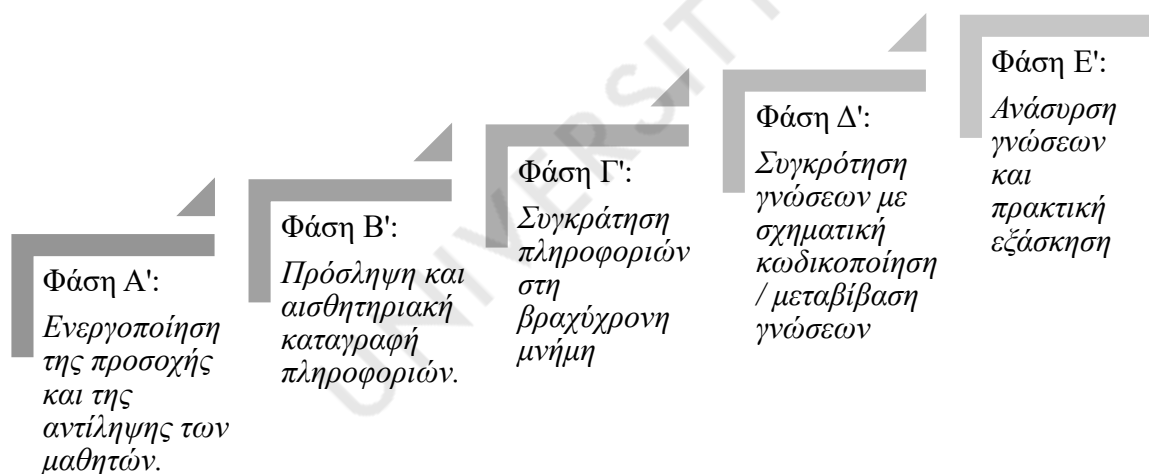 Φάση Α':
Ενεργοποίηση
της προσοχής
και της
αντίληψης των
μαθητών.
Φάση Β':
Πρόσληψη και
αισθητηριακή
καταγραφή
πληροφοριών.
Φάση Γ':
Συγκράτηση
πληροφοριών
στη
βραχύχρονη
μνήμη
Φάση Δ':
Συγκρότηση
γνώσεων με
σχηματική
κωδικοποίηση
/ μεταβίβαση
γνώσεων
Φάση Ε':
Ανάσυρση
γνώσεων
και
πρακτική
εξάσκηση
UNIVERSIT